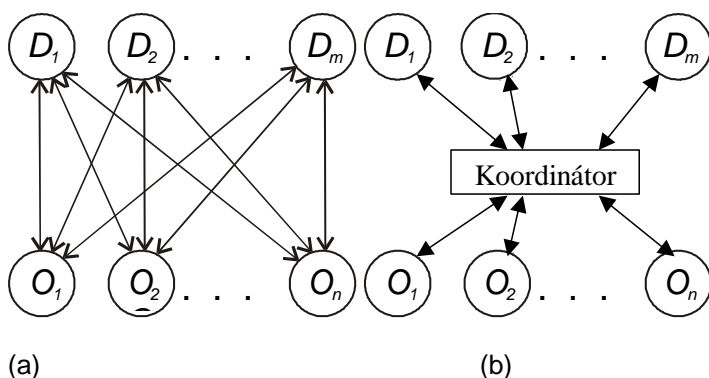 D1 D2 . . . Dm D1 D2 . . . Dm
Koordinátor
O1 O2 . . . On O1 O2 . . . On
(a) (b)